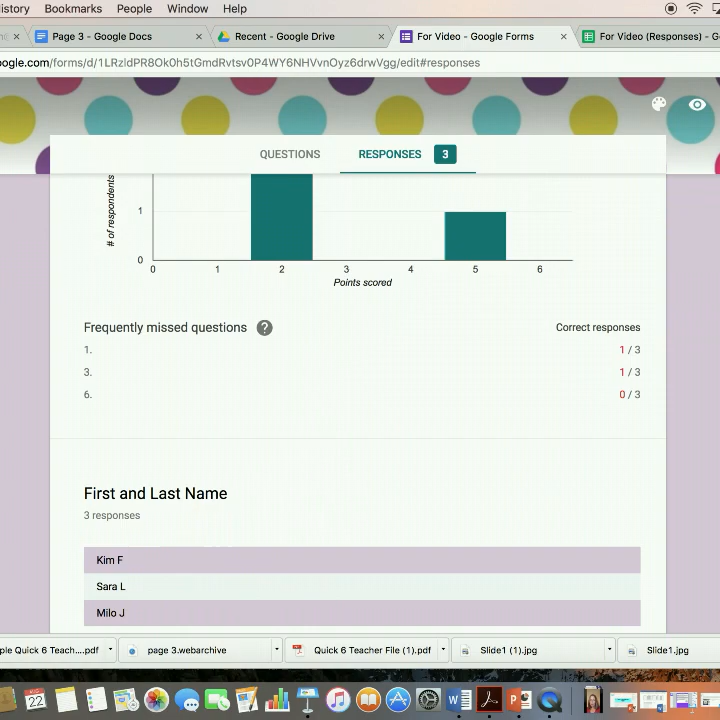 istory Bookmarks People Window Help
Page 3 - Google Docs
Recent - Google Drive
For Video - Google Forms
For Video (Responses) - G
ogle.com/forms/d/1LRzldPR8Ok0h5tGmdRvtsv0P4WY6NHVvnOyz6drwVgg/edit#responses
QUESTIONS RESPONSES 3
# of respondents
1
0
0 1 2 3 4 5 6
Points scored
Frequently missed questions ? Correct responses
1. 1 / 3
3. 1 / 3
6. 0 / 3
First and Last Name
3 responses
Kim F
Sara L
Milo J
ple Quick 6 Teach....pdf page 3.webarchive Quick 6 Teacher File (1).pdf Slide1 (1).jpg Slide1.jpg
22